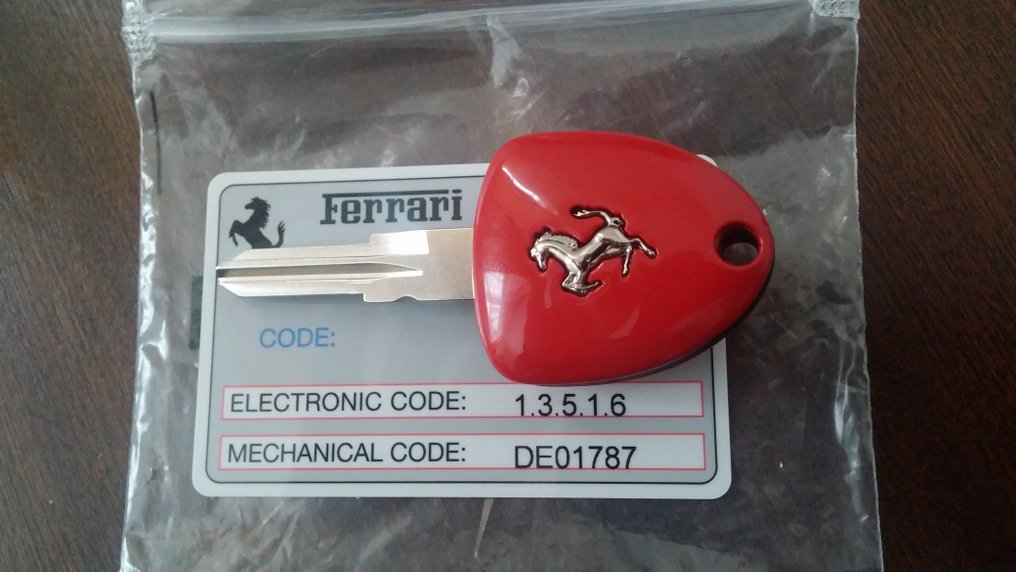 Ferrari
CODE:
ELECTRONIC CODE: 1.3.5.1.6
MECHANICAL CODE: DE01787